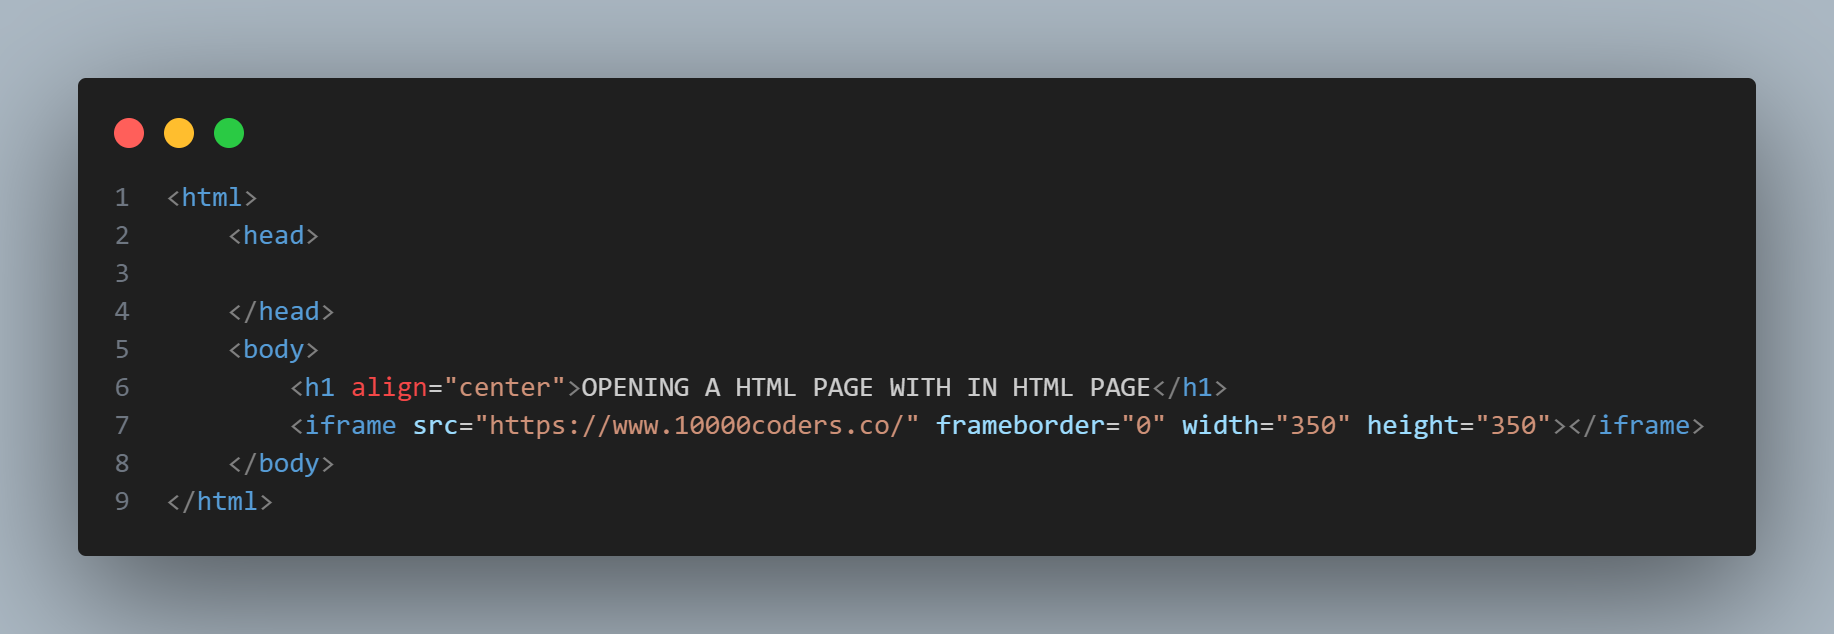 1 <html>
2     <head>
3
4     </head>
5     <body>
6         <h1 align="center">OPENING A HTML PAGE WITH IN HTML PAGE</h1>
7         <iframe src="https://www.10000coders.co/" frameborder="0" width="350" height="350"></iframe>
8     </body>
9 </html>